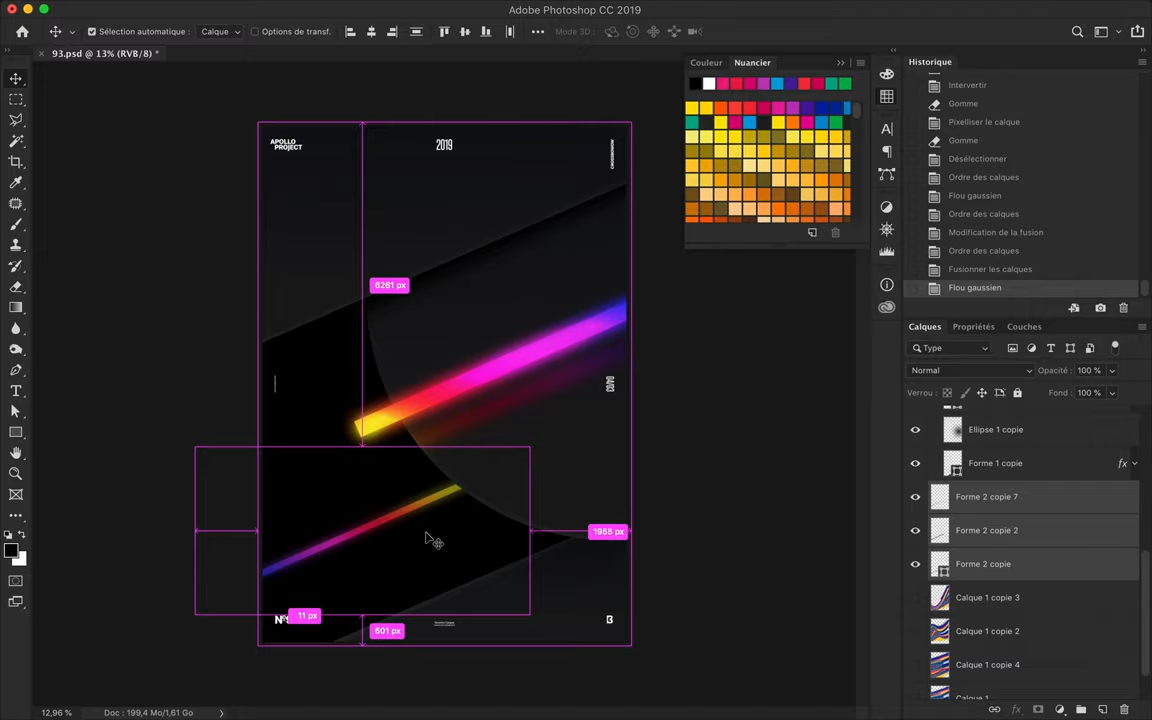 Adobe Photoshop CC 2019
Sélection automatique :
Calque
Options de transf.
Mode 3D :
93.psd @ 13% (RVB/8) *
Couleur
Nuancier
Historique
Intervertir
Gomme
Pixelliser le calque
Gomme
Désélectionner
Ordre des calques
Flou gaussien
Ordre des calques
Modification de la fusion
Ordre des calques
Fusionner les calques
Flou gaussien
Calques
Propriétés
Couches
Type
Normal
Opacité : 100 %
Verrou :
Fond : 100 %
Ellipse 1 copie
Forme 1 copie
fx
Forme 2 copie 7
Forme 2 copie 2
Forme 2 copie
Calque 1 copie 3
Calque 1 copie 2
Calque 1 copie 4
Calque 1
APOLLO
PROJECT
2019
04/03
6261 px
1955 px
11 px
601 px
B
12,96 %
Doc : 199,4 Mo/1,61 Go